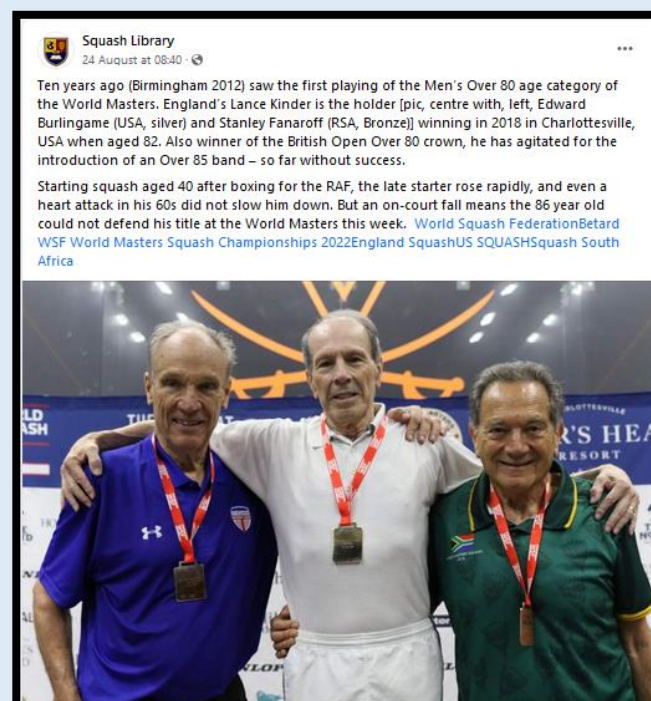 Squash Library
24 August at 08:40 ·
Ten years ago (Birmingham 2012) saw the first playing of the Men's Over 80 age category of
the World Masters. England's Lance Kinder is the holder [pic, centre with, left, Edward
Burlingame (USA, silver) and Stanley Fanaroff (RSA, Bronze)] winning in 2018 in Charlottesville,
USA when aged 82. Also winner of the British Open Over 80 crown, he has agitated for the
introduction of an Over 85 band – so far without success.
Starting squash aged 40 after boxing for the RAF, the late starter rose rapidly, and even a
heart attack in his 60s did not slow him down. But an on-court fall means the 86 year old
could not defend his title at the World Masters this week. World Squash FederationBetard
WSF World Masters Squash Championships 2022England SquashUS SQUASHSquash South
Africa